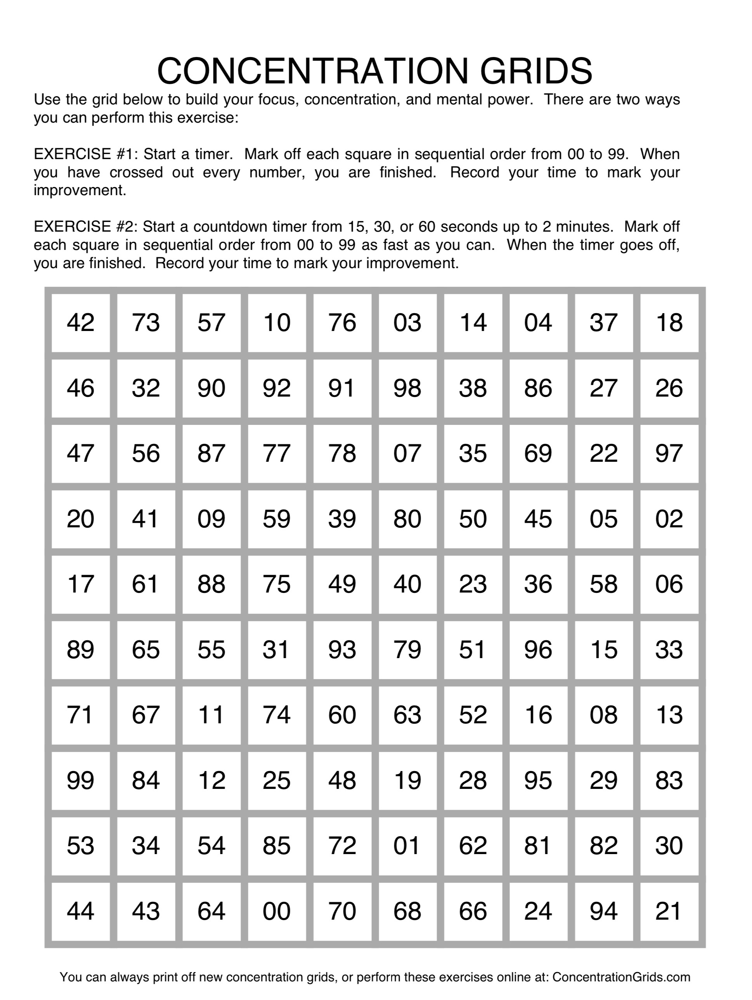 CONCENTRATION GRIDS
Use the grid below to build your focus, concentration, and mental power.  There are two ways
you can perform this exercise:
EXERCISE #1: Start a timer.  Mark off each square in sequential order from 00 to 99.  When
you have crossed out every number, you are finished.  Record your time to mark your
improvement.
EXERCISE #2: Start a countdown timer from 15, 30, or 60 seconds up to 2 minutes.  Mark off
each square in sequential order from 00 to 99 as fast as you can.  When the timer goes off,
you are finished.  Record your time to mark your improvement.
42 73 57 10 76 03 14 04 37 18
46 32 90 92 91 98 38 86 27 26
47 56 87 77 78 07 35 69 22 97
20 41 09 59 39 80 50 45 05 02
17 61 88 75 49 40 23 36 58 06
89 65 55 31 93 79 51 96 15 33
71 67 11 74 60 63 52 16 08 13
99 84 12 25 48 19 28 95 29 83
53 34 54 85 72 01 62 81 82 30
44 43 64 00 70 68 66 24 94 21
You can always print off new concentration grids, or perform these exercises online at: ConcentrationGrids.com